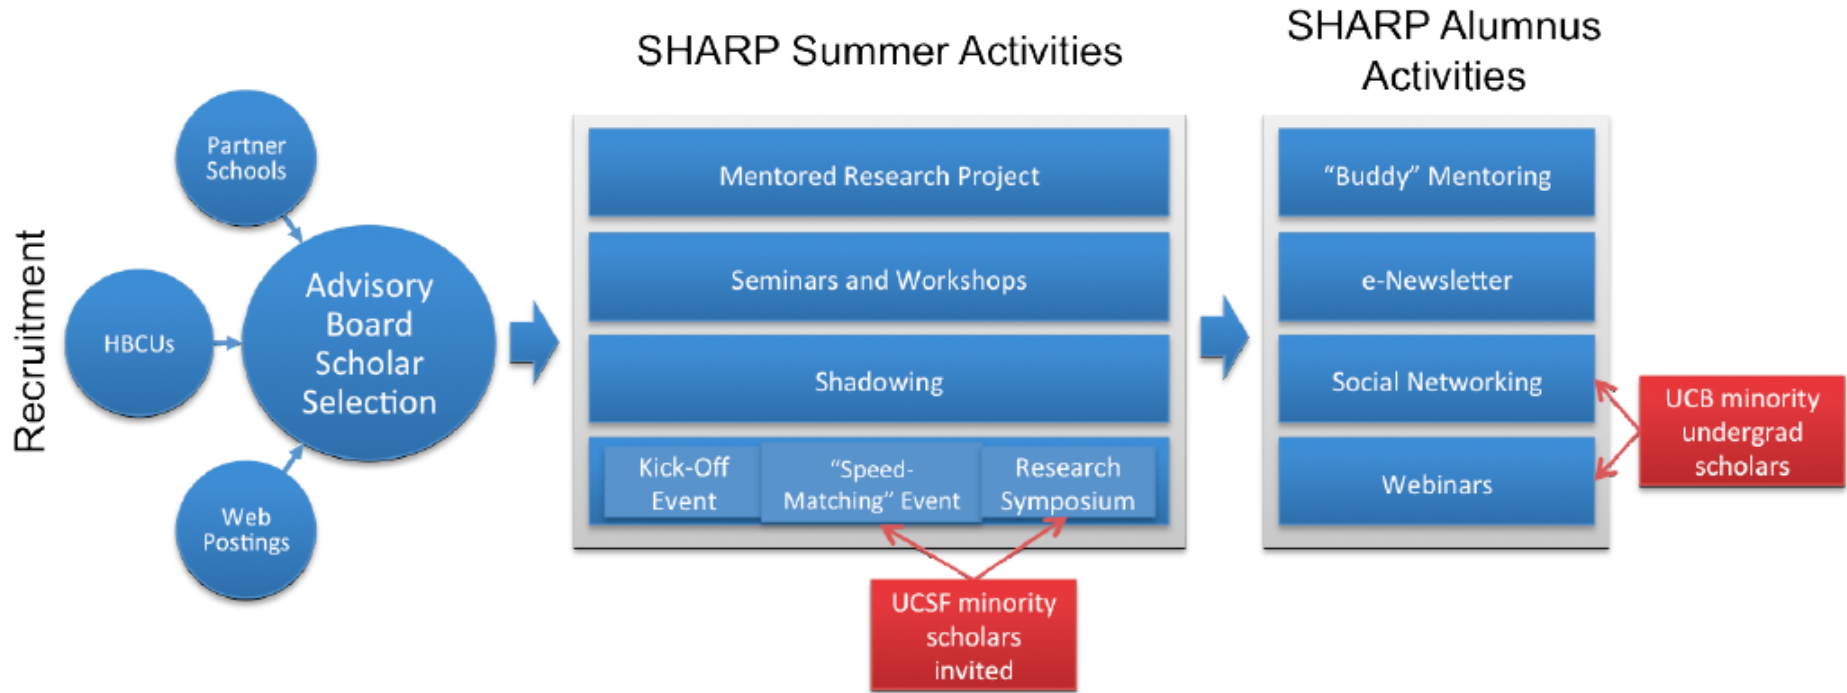 SHARP Summer Activities
SHARP Alumnus
Activities
Recruitment
Partner
Schools
HBCUs
Web
Postings
Advisory
Board
Scholar
Selection
Mentored Research Project
Seminars and Workshops
Shadowing
Kick-Off
Event
“Speed-
Matching” Event
Research
Symposium
UCSF minority
scholars
invited
“Buddy” Mentoring
e-Newsletter
Social Networking
Webinars
UCB minority
undergrad
scholars